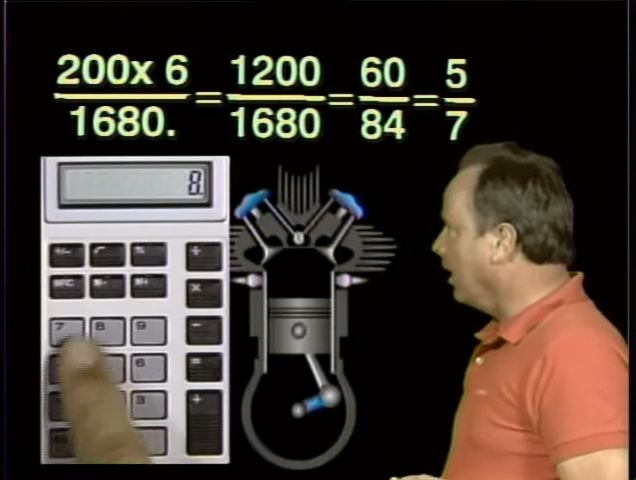 200x 6 = 1200 = 60 = 5
1680. 1680 84 7
8.
+/- √ % ÷
×
7 8 9 −
6 =
3 +